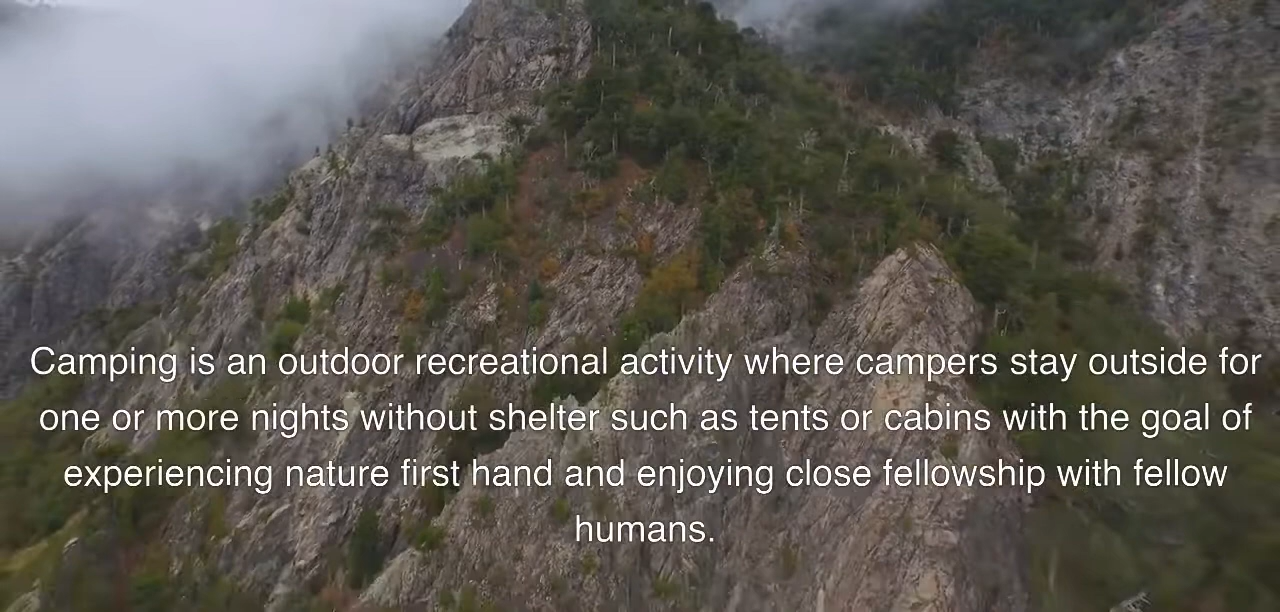 Camping is an outdoor recreational activity where campers stay outside for
one or more nights without shelter such as tents or cabins with the goal of
experiencing nature first hand and enjoying close fellowship with fellow
humans.